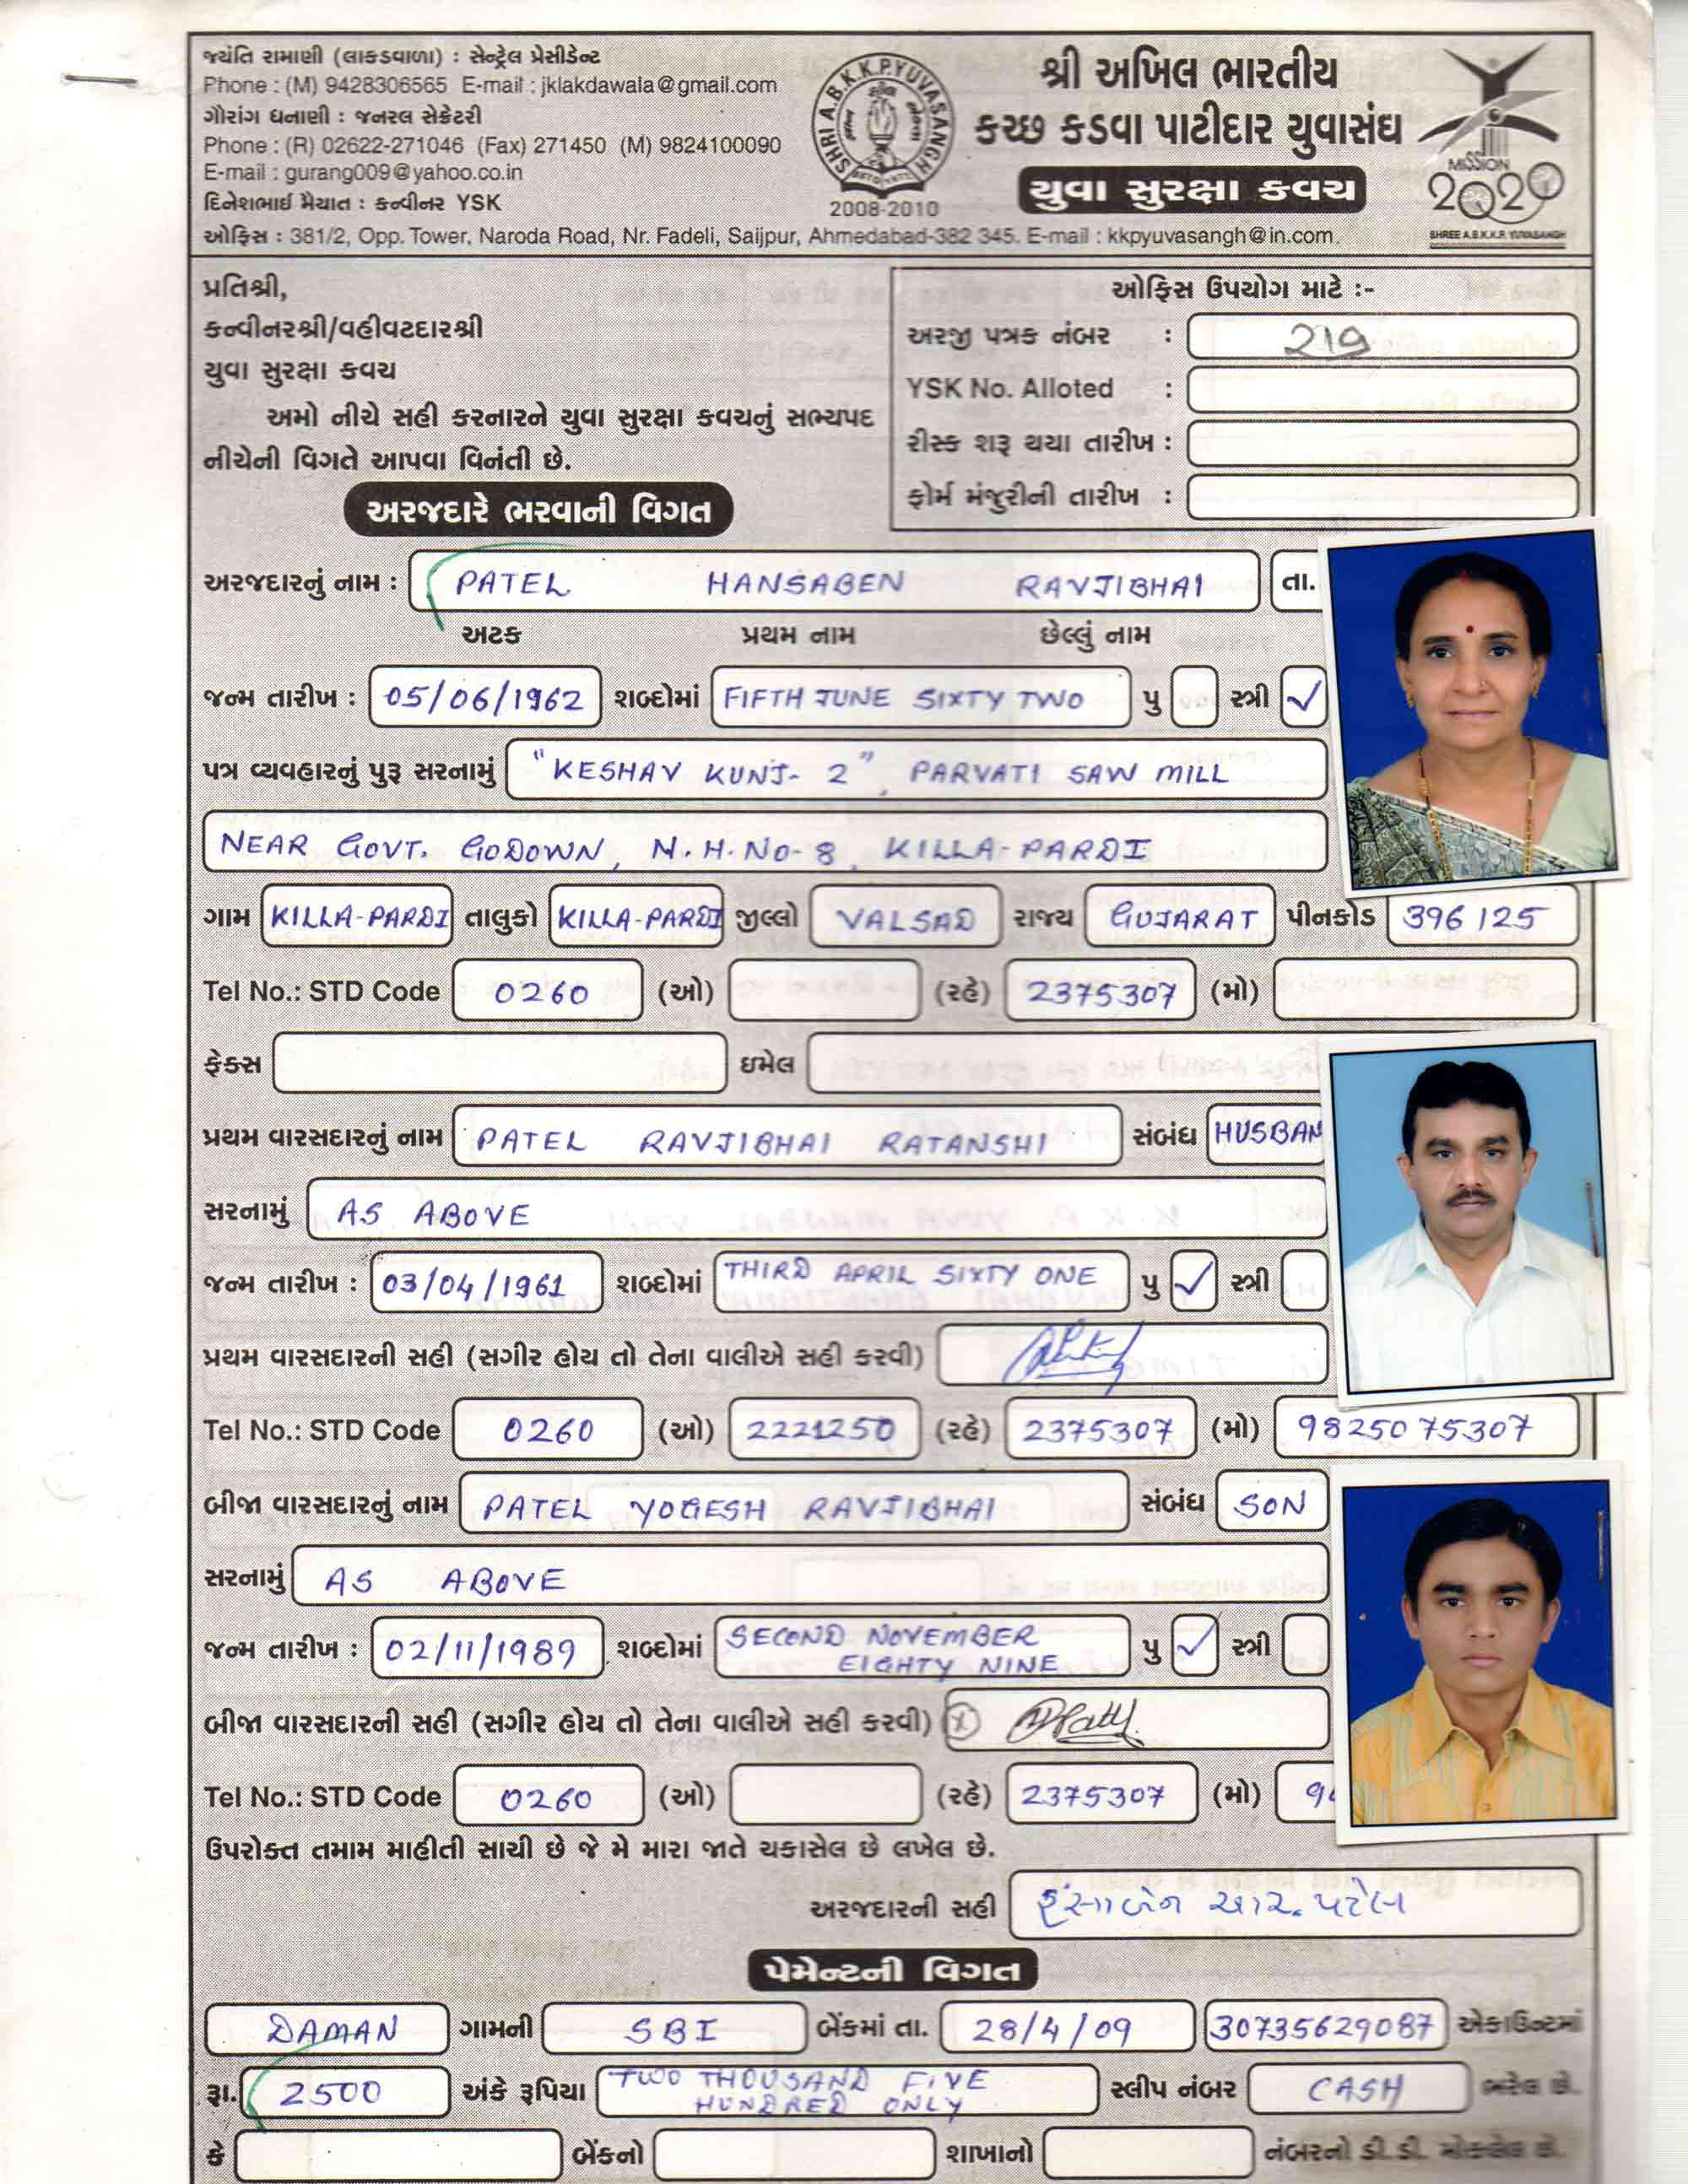 જયંતિ રામાણી (લાકડવાળા) : સેન્ટ્રેલ પ્રેસીડેન્ટ
Phone : (M) 9428306565 E-mail : jklakdawala@gmail.com
ગૌરાંગ ધનાણી : જનરલ સેક્રેટરી
Phone : (R) 02622-271046 (Fax) 271450 (M) 9824100090
E-mail : gurang009@yahoo.co.in
દિનેશભાઈ મૈયાત : કન્વીનર YSK
SHRI A.B.K.K.P. YUVASANGH
2008-2010
શ્રી અખિલ ભારતીય
કચ્છ કડવા પાટીદાર યુવાસંઘ
યુવા સુરક્ષા કવચ
MISSION
2020
SHREE A.B.K.K.P. YUVASANGH
ઓફિસ : 381/2, Opp. Tower, Naroda Road, Nr. Fadeli, Saijpur, Ahmedabad-382 345. E-mail : kkpyuvasangh@in.com.
પ્રતિશ્રી,
કન્વીનરશ્રી/વહીવટદારશ્રી
યુવા સુરક્ષા કવચ
અમો નીચે સહી કરનારને યુવા સુરક્ષા કવચનું સભ્યપદ
નીચેની વિગતે આપવા વિનંતી છે.
ઓફિસ ઉપયોગ માટે :-
અરજી પત્રક નંબર : 219
YSK No. Alloted :
રીસ્ક શરૂ થયા તારીખ :
ફોર્મ મંજુરીની તારીખ :
અરજદારે ભરવાની વિગત
અરજદારનું નામ : PATEL HANSABEN RAVJIBHAI તા.
અટક પ્રથમ નામ છેલ્લું નામ
જન્મ તારીખ : 05/06/1962 શબ્દોમાં FIFTH JUNE SIXTY TWO પુ સ્ત્રી ✓
પત્ર વ્યવહારનું પુરૂ સરનામું "KESHAV KUNJ- 2", PARVATI SAW MILL
NEAR GOVT. GODOWN, N.H.No-8, KILLA-PARDI
ગામ KILLA-PARDI તાલુકો KILLA-PARDI જીલ્લો VALSAD રાજ્ય GUJARAT પીનકોડ 396125
Tel No.: STD Code 0260 (ઓ) (રહે) 2375307 (મો)
ફેક્સ ઇમેલ
પ્રથમ વારસદારનું નામ PATEL RAVJIBHAI RATANSHI સંબંધ HUSBAN
સરનામું AS ABOVE
જન્મ તારીખ : 03/04/1961 શબ્દોમાં THIRD APRIL SIXTY ONE પુ ✓ સ્ત્રી
પ્રથમ વારસદારની સહી (સગીર હોય તો તેના વાલીએ સહી કરવી)
Tel No.: STD Code 0260 (ઓ) 2221250 (રહે) 2375307 (મો) 9825075307
બીજા વારસદારનું નામ PATEL YOGESH RAVJIBHAI સંબંધ SON
સરનામું AS ABOVE
જન્મ તારીખ : 02/11/1989 શબ્દોમાં SECOND NOVEMBER EIGHTY NINE પુ ✓ સ્ત્રી
બીજા વારસદારની સહી (સગીર હોય તો તેના વાલીએ સહી કરવી)
Tel No.: STD Code 0260 (ઓ) (રહે) 2375307 (મો)
ઉપરોક્ત તમામ માહીતી સાચી છે જે મે મારા જાતે ચકાસેલ છે લખેલ છે.
અરજદારની સહી હંસાબેન આર. પટેલ
પેમેન્ટની વિગત
DAMAN ગામની SBI બેંકમાં તા. 28/4/09 30735629087 એકાઉન્ટમાં
રૂા. 2500 અંકે રૂપિયા TWO THOUSAND FIVE HUNDRED ONLY સ્લીપ નંબર CASH ભરેલ છે.
કે બેંકનો શાખાનો નંબરનો ડી.ડી. મોકલેલ છે.